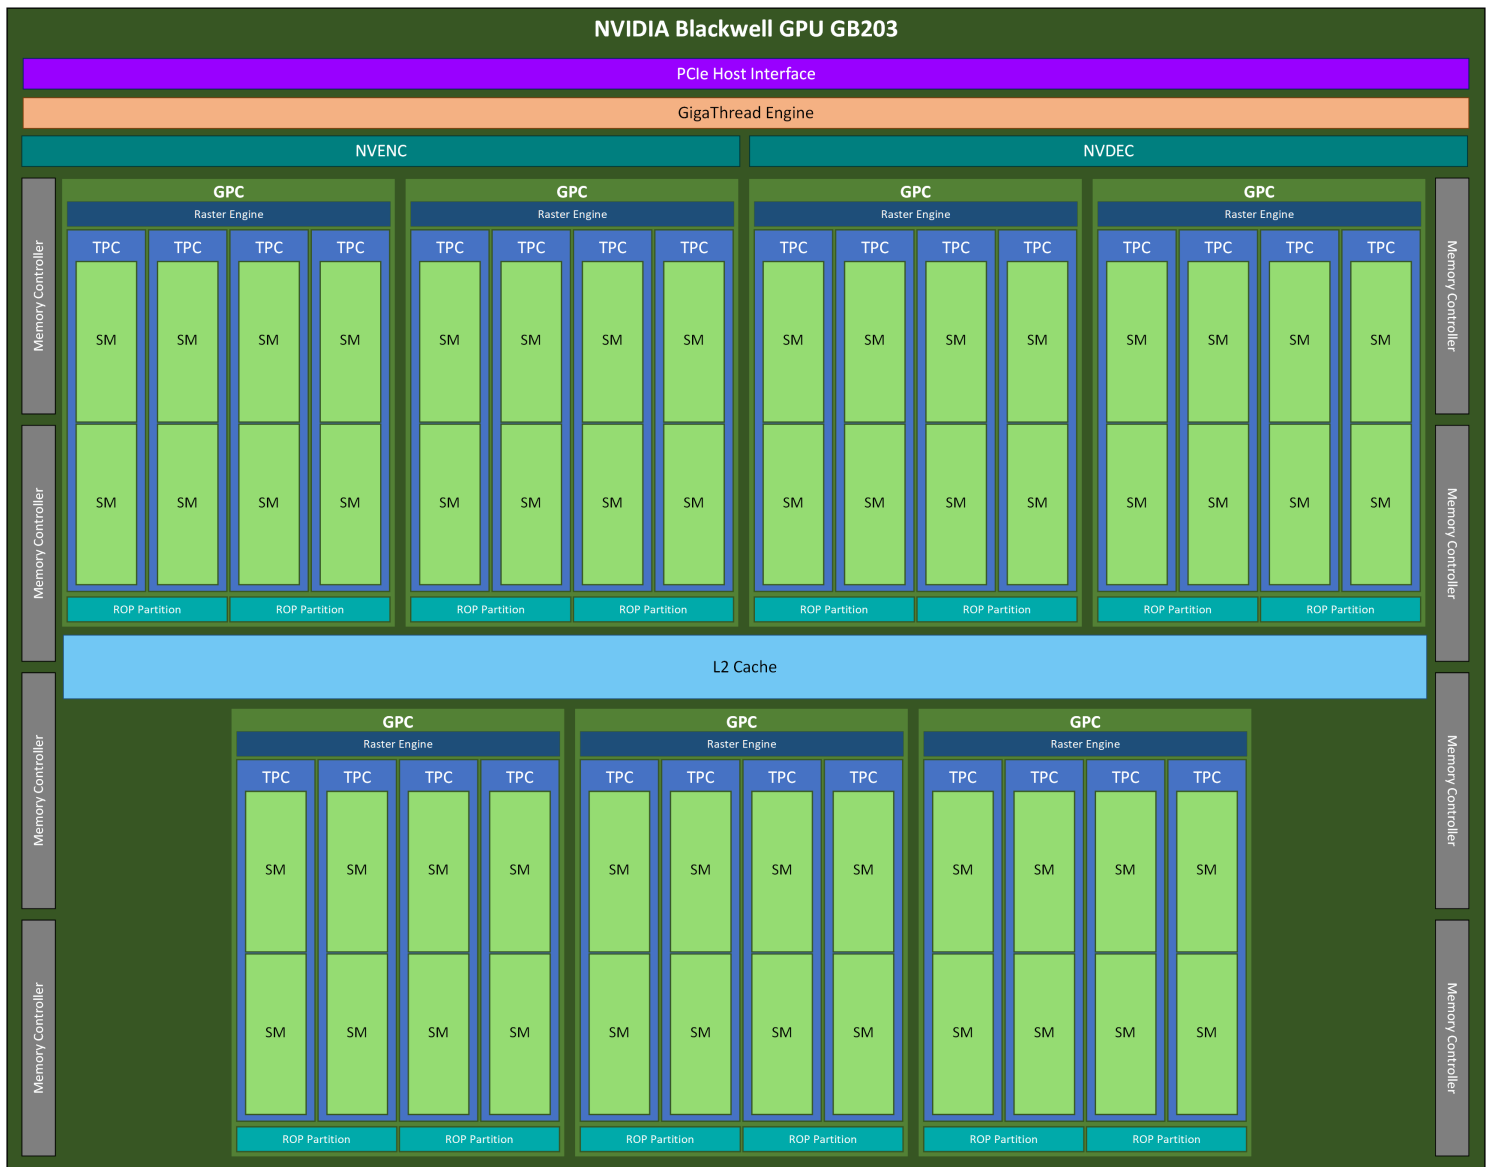 NVIDIA Blackwell GPU GB203
PCIe Host Interface
GigaThread Engine
NVENC NVDEC
GPC GPC GPC GPC
Raster Engine Raster Engine Raster Engine Raster Engine
TPC TPC TPC TPC TPC TPC TPC TPC TPC TPC TPC TPC TPC TPC TPC TPC
Memory Controller Memory Controller
SM SM SM SM SM SM SM SM SM SM SM SM SM SM SM SM
SM SM SM SM SM SM SM SM SM SM SM SM SM SM SM SM
Memory Controller Memory Controller
ROP Partition ROP Partition ROP Partition ROP Partition ROP Partition ROP Partition ROP Partition ROP Partition
L2 Cache
GPC GPC GPC
Raster Engine Raster Engine Raster Engine
TPC TPC TPC TPC TPC TPC TPC TPC TPC TPC TPC TPC
Memory Controller Memory Controller
SM SM SM SM SM SM SM SM SM SM SM SM
SM SM SM SM SM SM SM SM SM SM SM SM
Memory Controller Memory Controller
ROP Partition ROP Partition ROP Partition ROP Partition ROP Partition ROP Partition